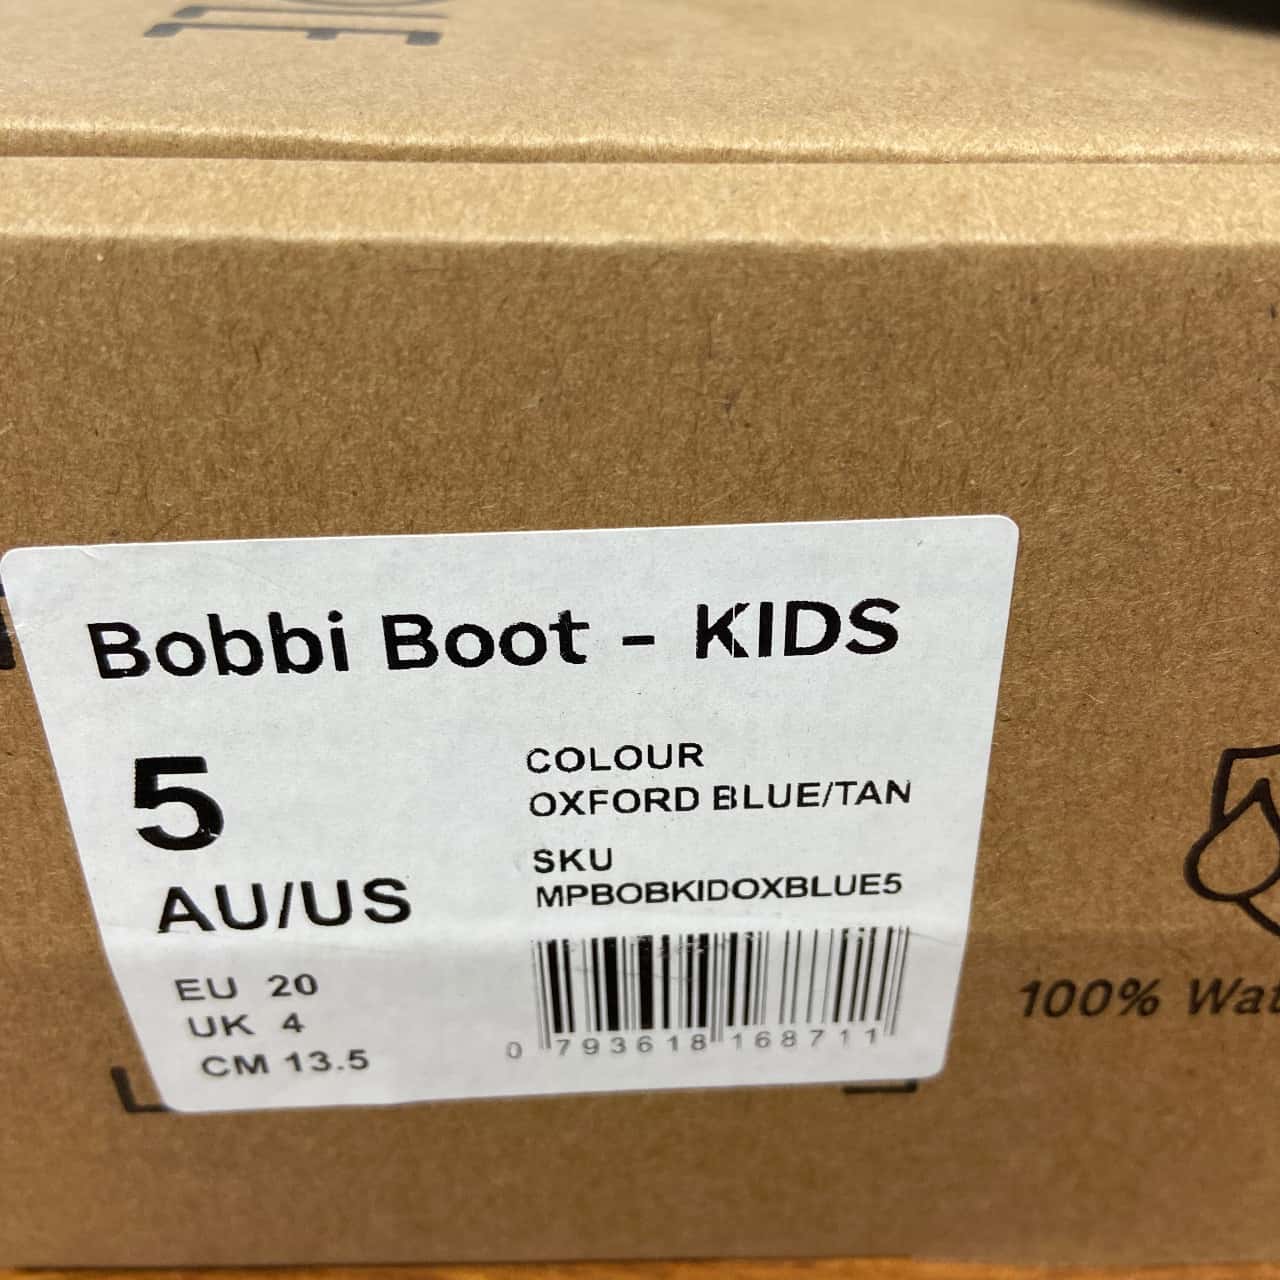 Bobbi Boot - KIDS
5
AU/US
EU 20
UK 4
CM 13.5
COLOUR
OXFORD BLUE/TAN
SKU
MPBOBKIDOXBLUE5
0 793618 168711
100%